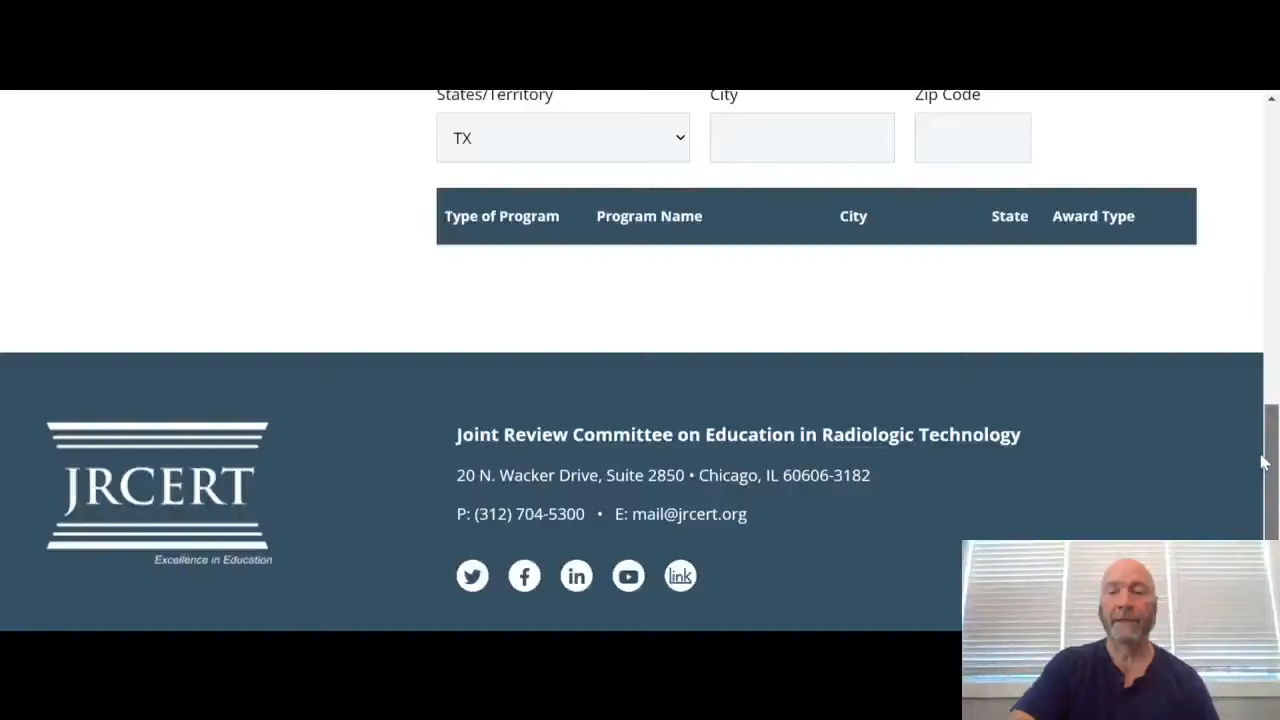 States/Territory City Zip Code
TX
Type of Program Program Name City State Award Type
JRCERT
Excellence in Education
Joint Review Committee on Education in Radiologic Technology
20 N. Wacker Drive, Suite 2850 • Chicago, IL 60606-3182
P: (312) 704-5300 • E: mail@jrcert.org
link